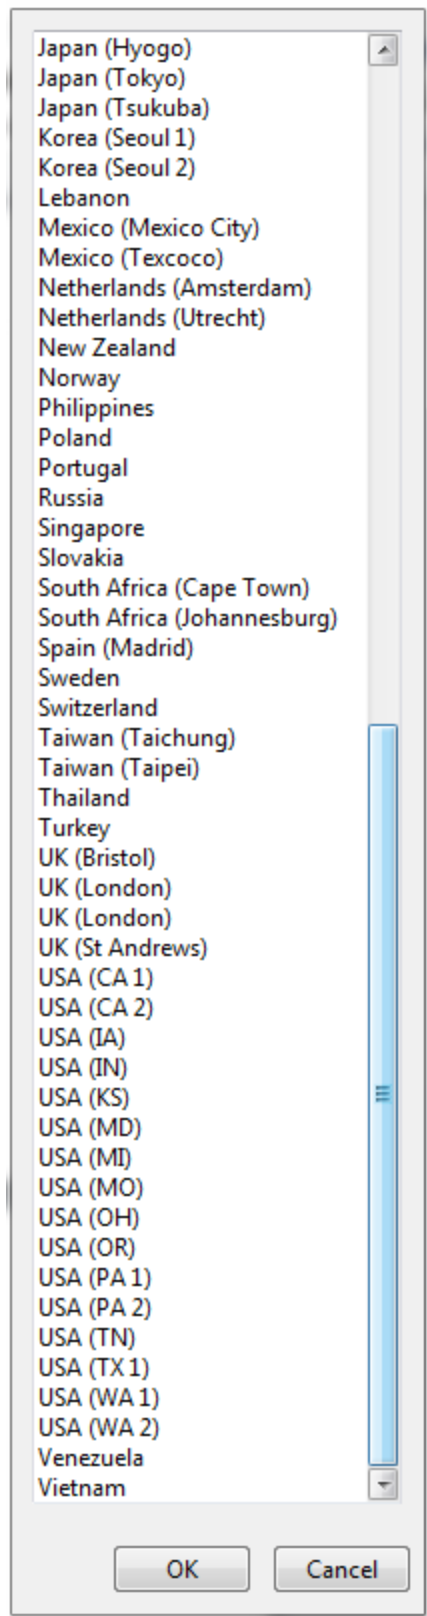 Japan (Hyogo)
Japan (Tokyo)
Japan (Tsukuba)
Korea (Seoul 1)
Korea (Seoul 2)
Lebanon
Mexico (Mexico City)
Mexico (Texcoco)
Netherlands (Amsterdam)
Netherlands (Utrecht)
New Zealand
Norway
Philippines
Poland
Portugal
Russia
Singapore
Slovakia
South Africa (Cape Town)
South Africa (Johannesburg)
Spain (Madrid)
Sweden
Switzerland
Taiwan (Taichung)
Taiwan (Taipei)
Thailand
Turkey
UK (Bristol)
UK (London)
UK (London)
UK (St Andrews)
USA (CA 1)
USA (CA 2)
USA (IA)
USA (IN)
USA (KS)
USA (MD)
USA (MI)
USA (MO)
USA (OH)
USA (OR)
USA (PA 1)
USA (PA 2)
USA (TN)
USA (TX 1)
USA (WA 1)
USA (WA 2)
Venezuela
Vietnam
OK Cancel